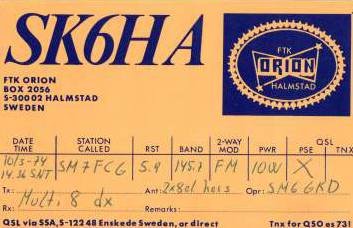 SK6HA
FTK ORION
BOX 2056
S-300 02 HALMSTAD
SWEDEN
FTK
ORION
HALMSTAD
DATE TIME STATION CALLED RST BAND 2-WAY MOD PWR QSL PSE TNX
10/3-74 14.36 SNT SM7FCG 5.9 145.7 FM 10W X
Tx: Ant: 2x8el hor Opr: SM6GKD
Rx: Mult. 8 dx Remarks:
QSL via SSA, S-122 48 Enskede Sweden, or direct Tnx for QSO es 73!